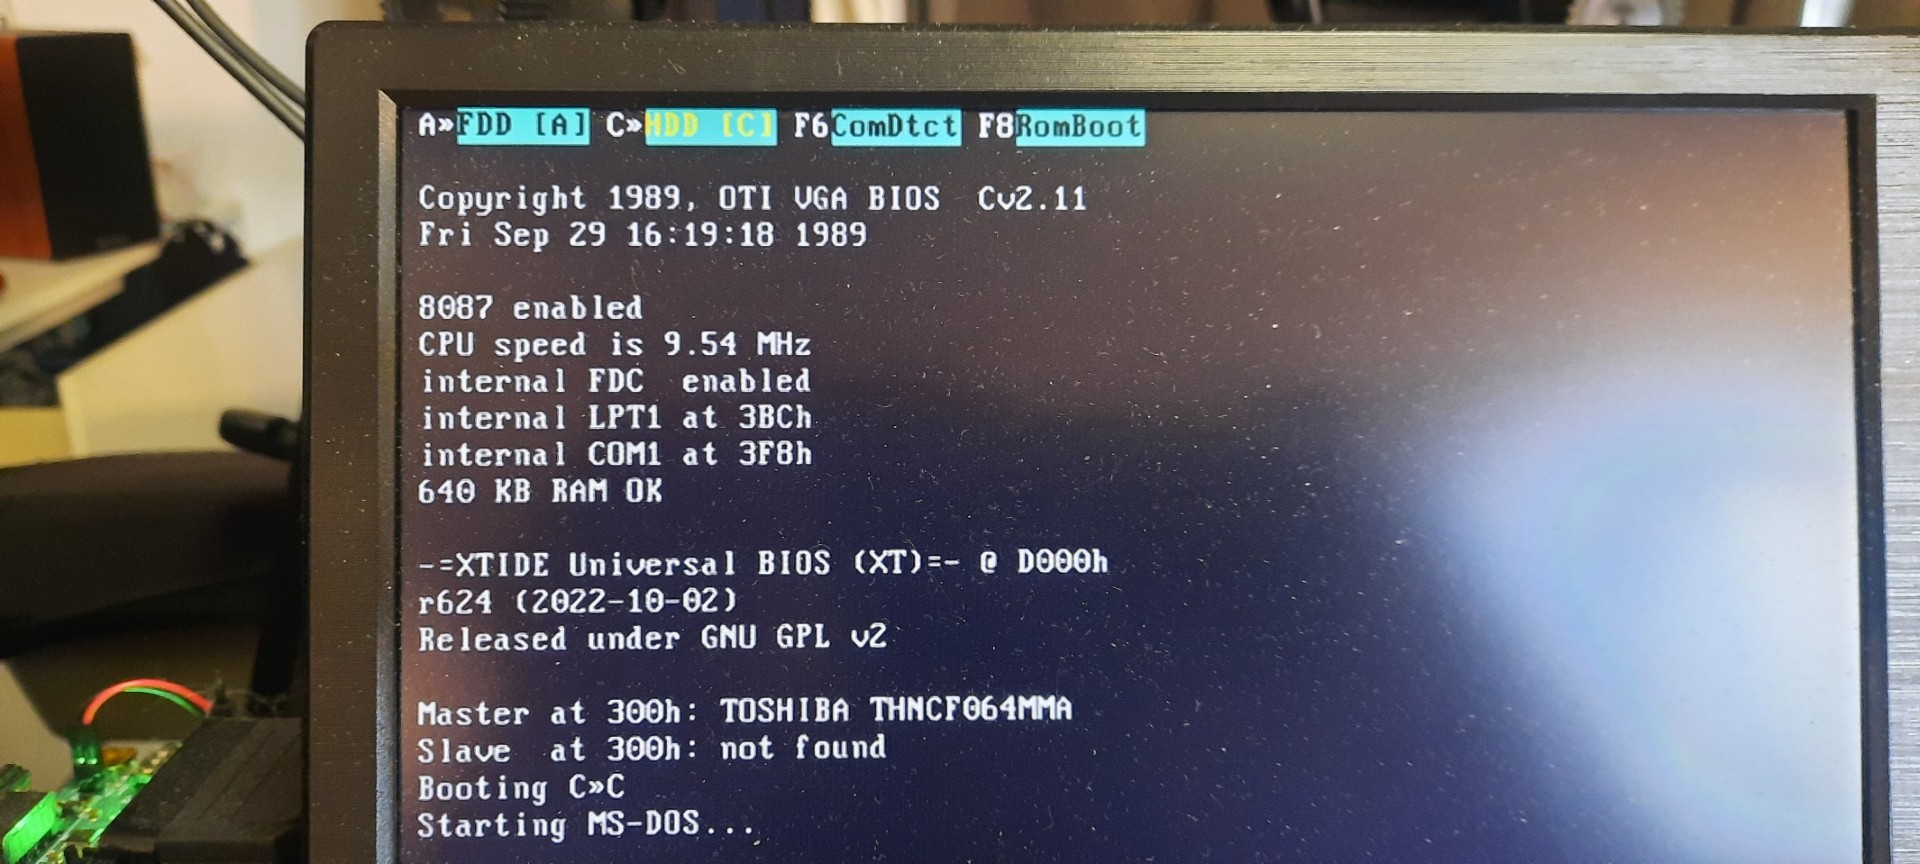 A»FDD [A] C»HDD [C] F6ComDtct F8RomBoot
Copyright 1989, OTI VGA BIOS  Cv2.11
Fri Sep 29 16:19:18 1989
8087 enabled
CPU speed is 9.54 MHz
internal FDC  enabled
internal LPT1 at 3BCh
internal COM1 at 3F8h
640 KB RAM OK
-=XTIDE Universal BIOS (XT)=- @ D000h
r624 (2022-10-02)
Released under GNU GPL v2
Master at 300h: TOSHIBA THNCF064MMA
Slave  at 300h: not found
Booting C»C
Starting MS-DOS...